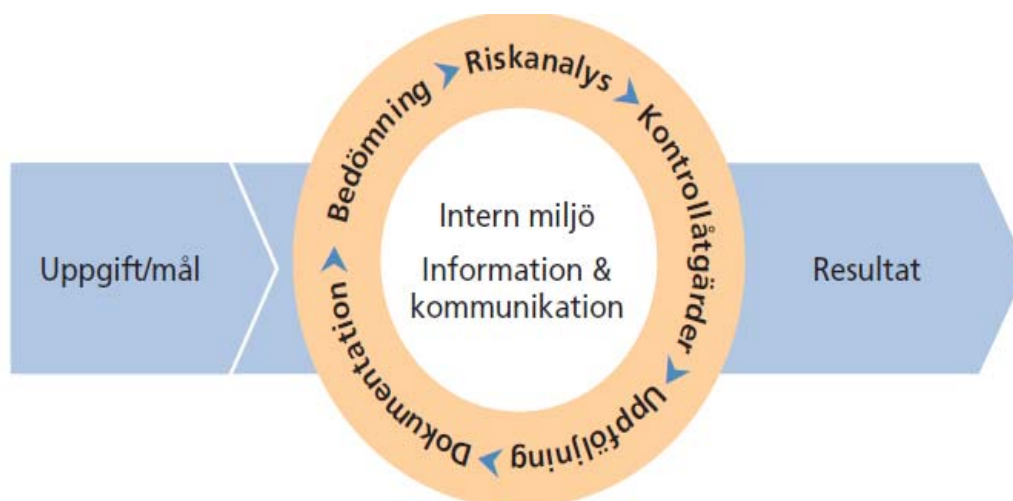 Uppgift/mål
Bedömning
Riskanalys
Kontrollåtgärder
Uppföljning
Dokumentation
Intern miljö
Information &
kommunikation
Resultat